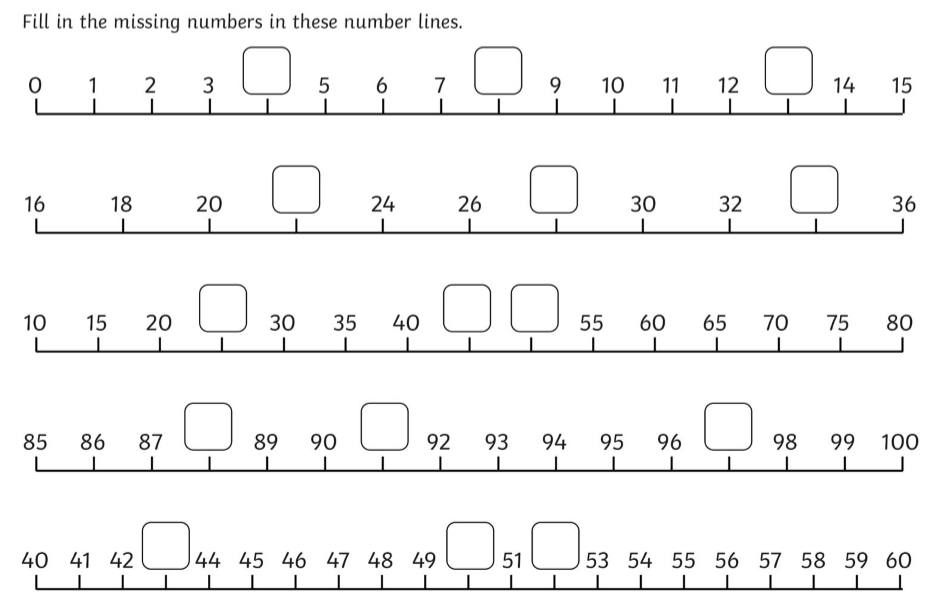 Fill in the missing numbers in these number lines.
0 1 2 3 5 6 7 9 10 11 12 14 15
16 18 20 24 26 30 32 36
10 15 20 30 35 40 55 60 65 70 75 80
85 86 87 89 90 92 93 94 95 96 98 99 100
40 41 42 44 45 46 47 48 49 51 53 54 55 56 57 58 59 60